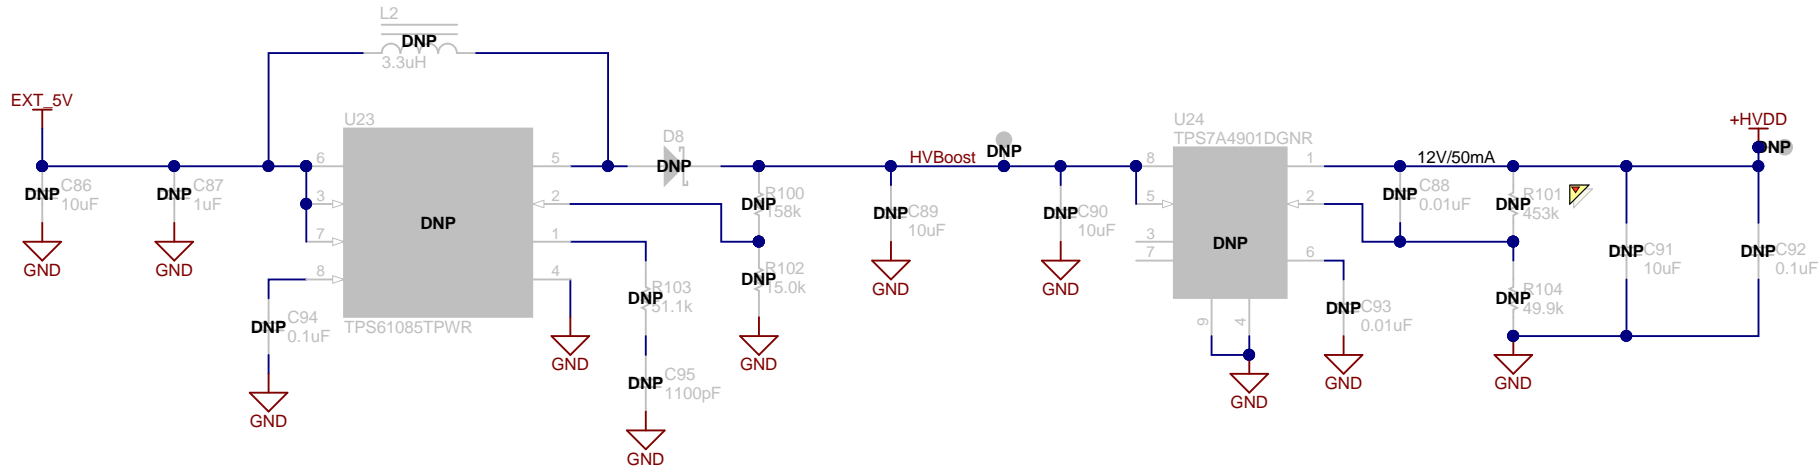 L2
DNP
3.3uH
EXT_5V
U23
6
3
7
8
5
2
1
4
DNP
TPS61085TPWR
DNP
C86
10uF
GND
DNP
C87
1uF
GND
DNP
C94
0.1uF
GND
GND
D8
DNP
DNP
R100
158k
DNP
R102
15.0k
GND
DNP
R103
51.1k
DNP
C95
1100pF
GND
HVBoost
DNP
DNP
C89
10uF
GND
DNP
C90
10uF
GND
U24
TPS7A4901DGNR
8
5
3
7
1
2
6
9
4
DNP
GND
12V/50mA
DNP
C88
0.01uF
DNP
C93
0.01uF
GND
DNP
R101
453k
DNP
R104
49.9k
GND
DNP
C91
10uF
+HVDD
DNP
DNP
C92
0.1uF